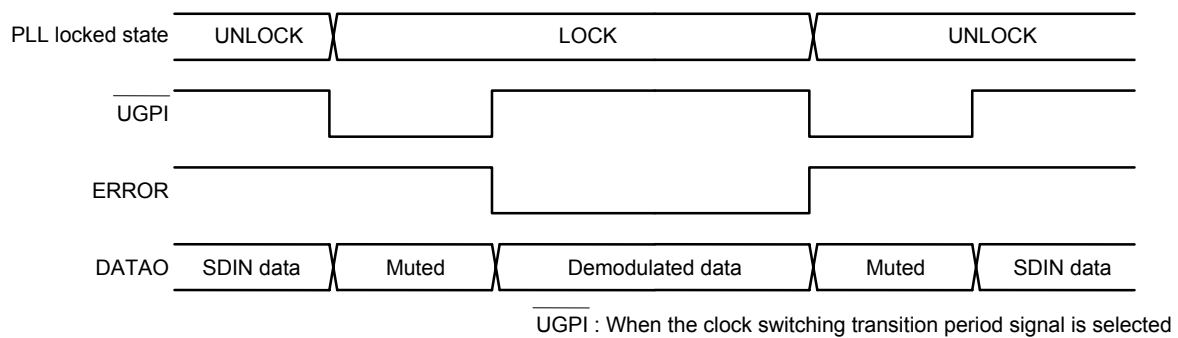 PLL locked state UNLOCK LOCK UNLOCK
UGPI
ERROR
DATAO SDIN data Muted Demodulated data Muted SDIN data
UGPI : When the clock switching transition period signal is selected